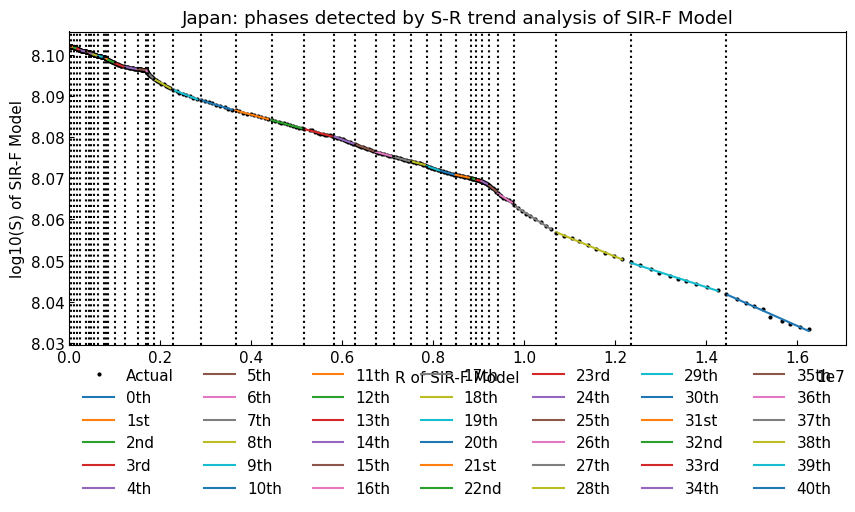 Japan: phases detected by S-R trend analysis of SIR-F Model
log10(S) of SIR-F Model
8.10
8.09
8.08
8.07
8.06
8.05
8.04
8.03
0.0 0.2 0.4 0.6 0.8 1.0 1.2 1.4 1.6
R of SIR-F Model
1e7
Actual 5th 11th 17th 23rd 29th 35th
0th 6th 12th 18th 24th 30th 36th
1st 7th 13th 19th 25th 31st 37th
2nd 8th 14th 20th 26th 32nd 38th
3rd 9th 15th 21st 27th 33rd 39th
4th 10th 16th 22nd 28th 34th 40th